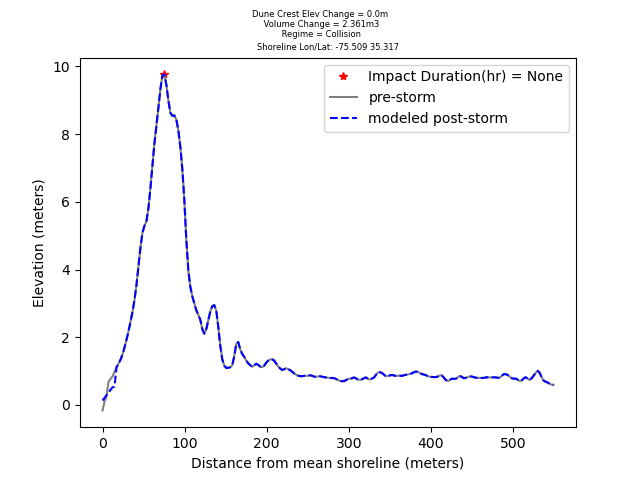 Dune Crest Elev Change = 0.0m
Volume Change = 2.361m3
Regime = Collision
Shoreline Lon/Lat: -75.509 35.317
Impact Duration(hr) = None
pre-storm
modeled post-storm
10
8
6
4
2
0
Elevation (meters)
0 100 200 300 400 500
Distance from mean shoreline (meters)